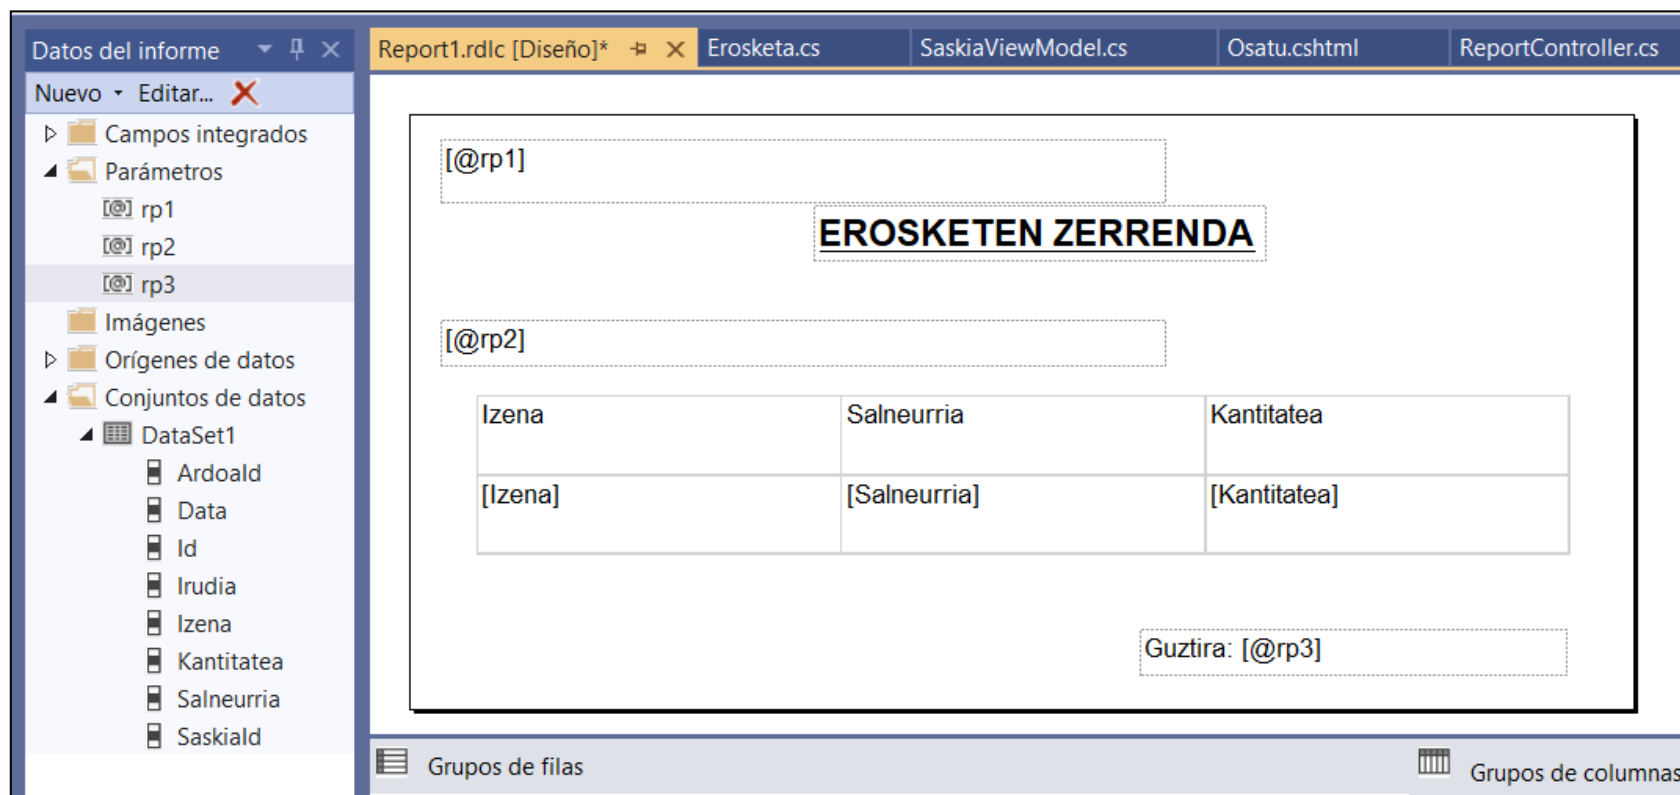 Datos del informe
Nuevo Editar...
Campos integrados
Parámetros
[@] rp1
[@] rp2
[@] rp3
Imágenes
Orígenes de datos
Conjuntos de datos
DataSet1
ArdoaId
Data
Id
Irudia
Izena
Kantitatea
Salneurria
SaskiaId
Report1.rdlc [Diseño]* Erosketa.cs SaskiaViewModel.cs Osatu.cshtml ReportController.cs
[@rp1]
EROSKETEN ZERRENDA
[@rp2]
Izena Salneurria Kantitatea
[Izena] [Salneurria] [Kantitatea]
Guztira: [@rp3]
Grupos de filas Grupos de columnas